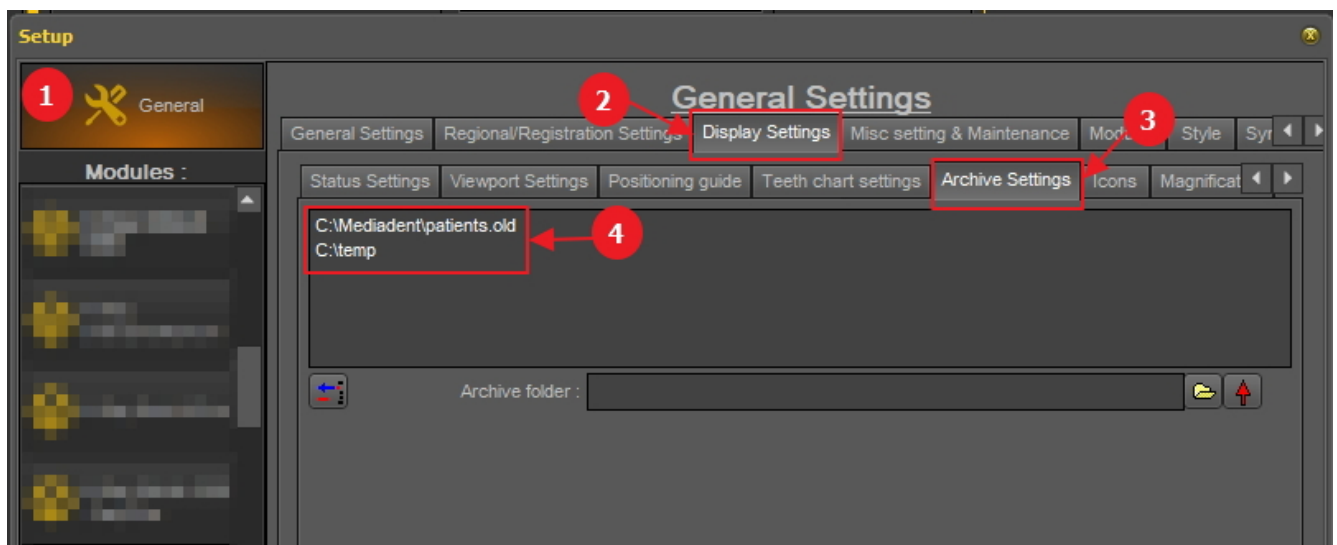 Setup
1
General
2
General Settings
3
General Settings
Regional/Registration Settings
Display Settings
Misc setting & Maintenance
Style
Modules :
Status Settings
Viewport Settings
Positioning guide
Teeth chart settings
Archive Settings
Icons
C:\Mediadent\patients.old
4
C:\temp
Archive folder :